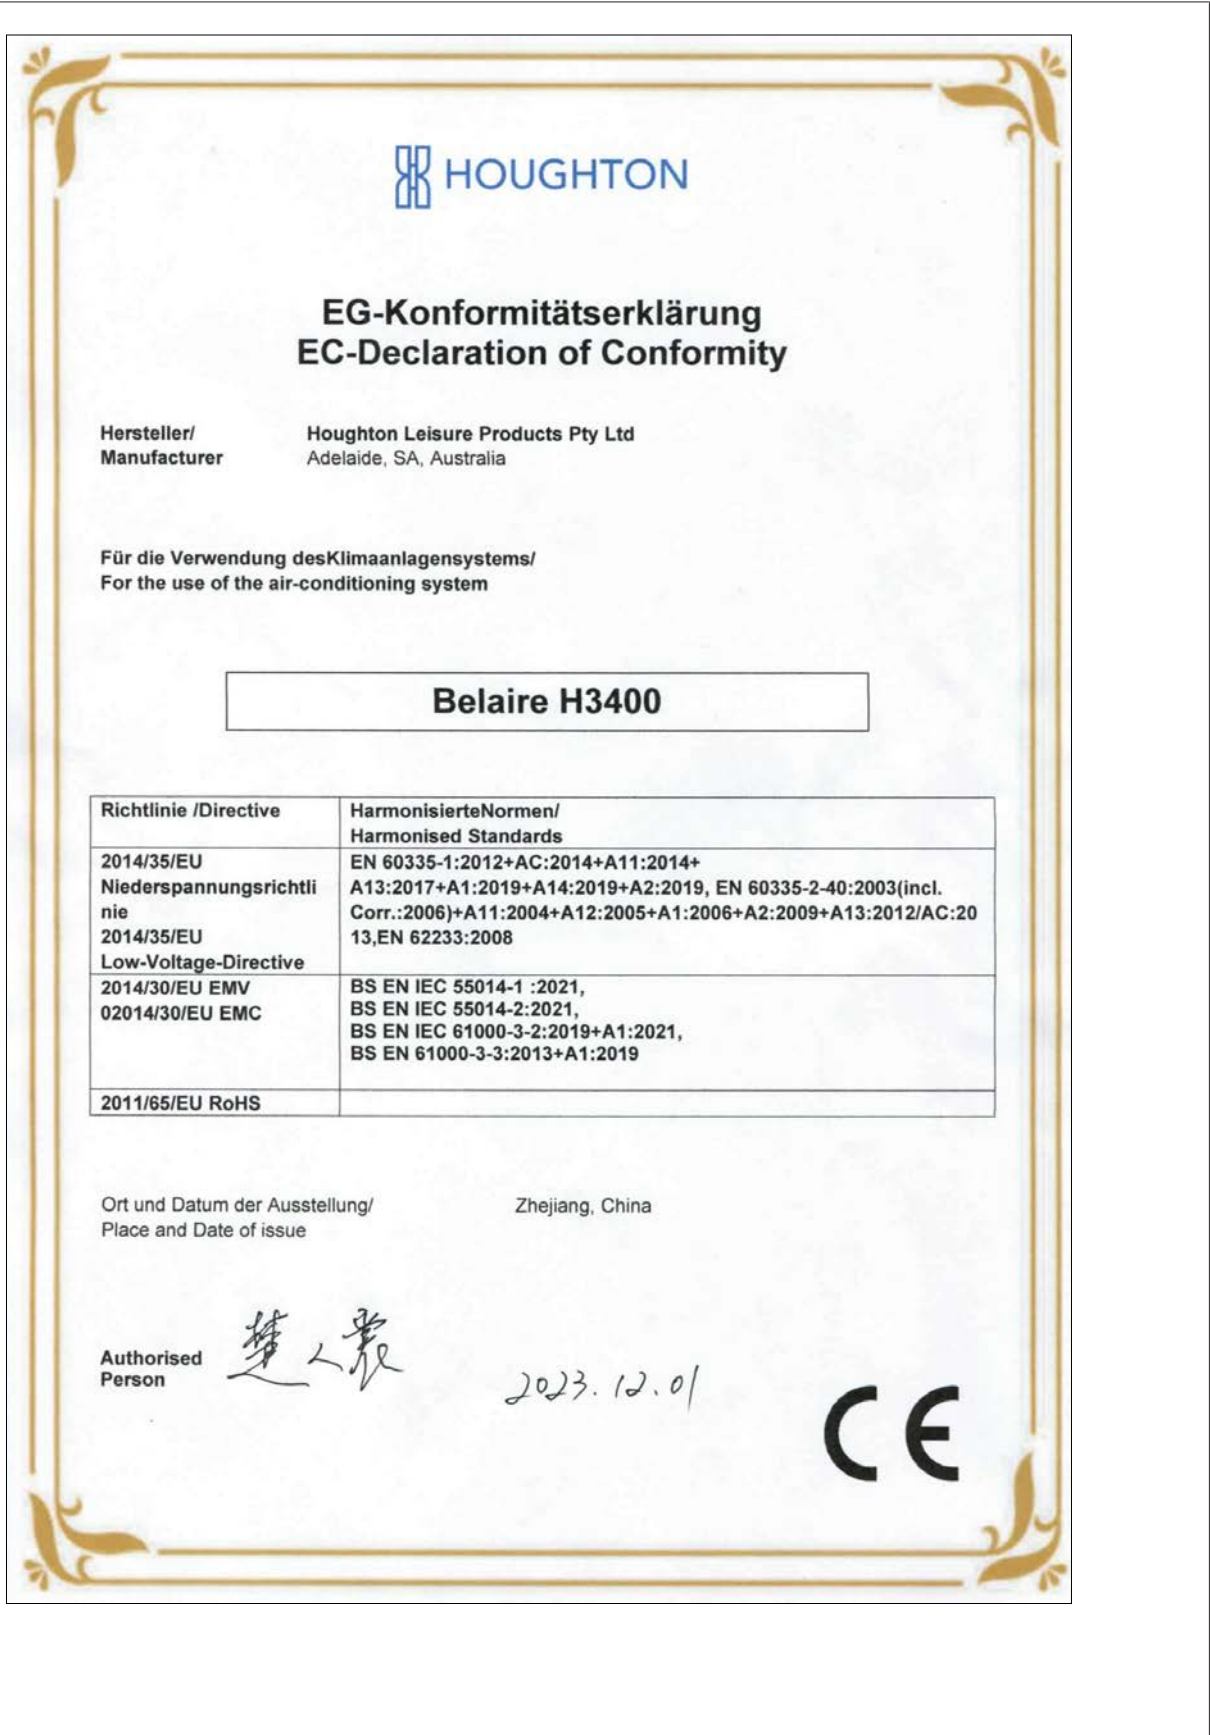 HOUGHTON
EG-Konformitätserklärung
EC-Declaration of Conformity
Hersteller/
Manufacturer
Houghton Leisure Products Pty Ltd
Adelaide, SA, Australia
Für die Verwendung desKlimaanlagensystems/
For the use of the air-conditioning system
Belaire H3400
Richtlinie /Directive
HarmonisierteNormen/
Harmonised Standards
2014/35/EU
Niederspannungsrichtli
nie
2014/35/EU
Low-Voltage-Directive
EN 60335-1:2012+AC:2014+A11:2014+
A13:2017+A1:2019+A14:2019+A2:2019, EN 60335-2-40:2003(incl.
Corr.:2006)+A11:2004+A12:2005+A1:2006+A2:2009+A13:2012/AC:20
13,EN 62233:2008
2014/30/EU EMV
02014/30/EU EMC
BS EN IEC 55014-1 :2021,
BS EN IEC 55014-2:2021,
BS EN IEC 61000-3-2:2019+A1:2021,
BS EN 61000-3-3:2013+A1:2019
2011/65/EU RoHS
Ort und Datum der Ausstellung/
Place and Date of issue
Zhejiang, China
Authorised
Person
2023.12.01
CE